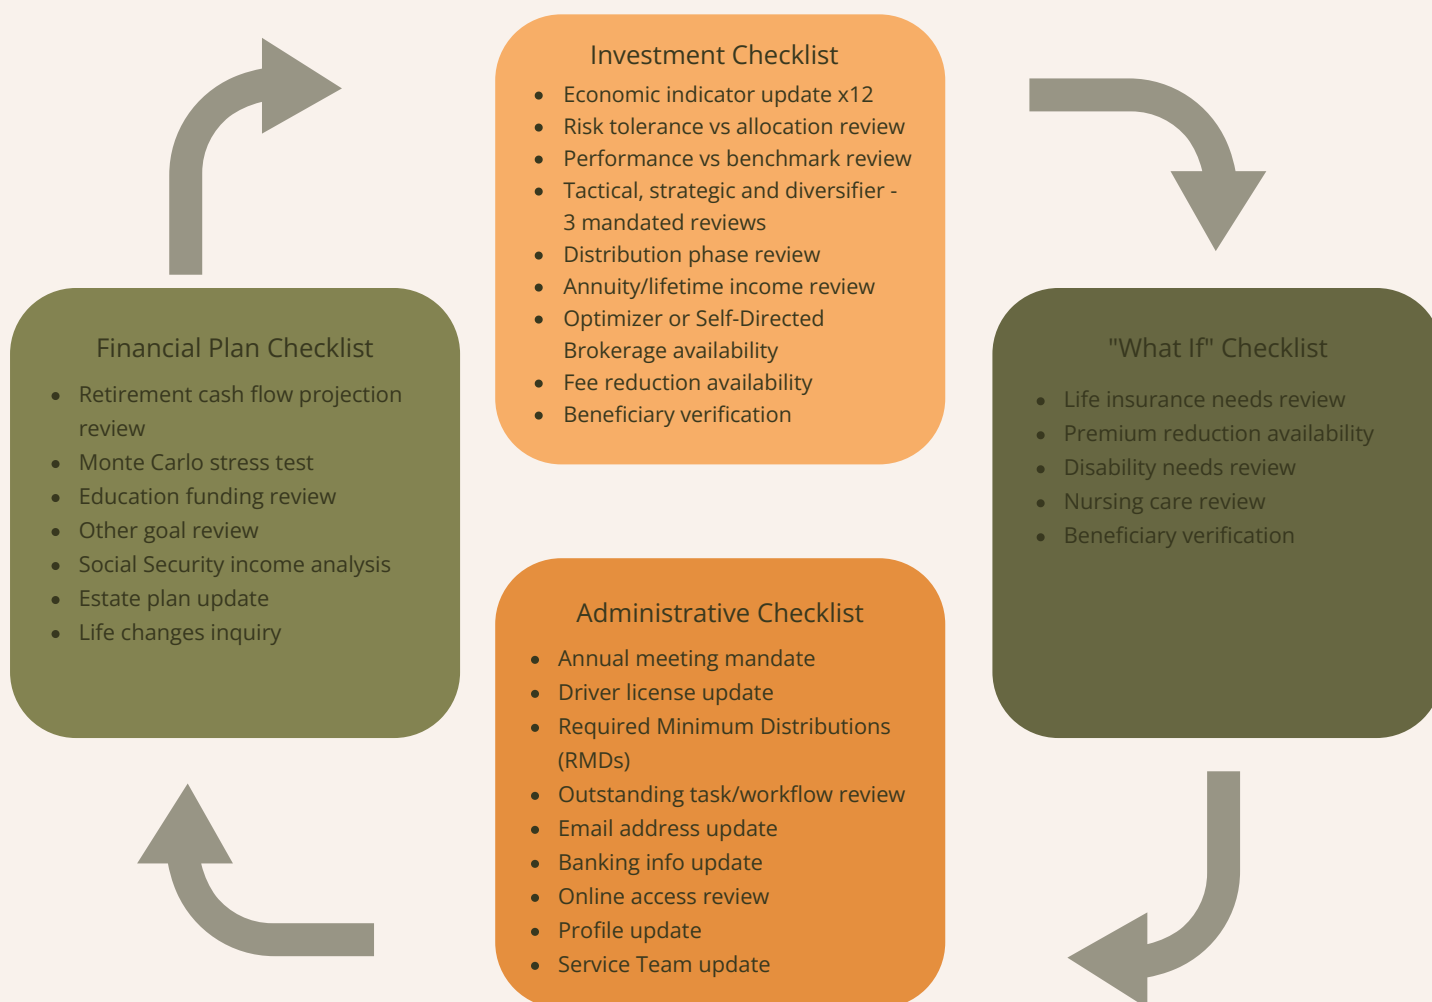 Investment Checklist
• Economic indicator update x12
• Risk tolerance vs allocation review
• Performance vs benchmark review
• Tactical, strategic and diversifier -
3 mandated reviews
• Distribution phase review
• Annuity/lifetime income review
• Optimizer or Self-Directed
Brokerage availability
• Fee reduction availability
• Beneficiary verification
Financial Plan Checklist
• Retirement cash flow projection
review
• Monte Carlo stress test
• Education funding review
• Other goal review
• Social Security income analysis
• Estate plan update
• Life changes inquiry
"What If" Checklist
• Life insurance needs review
• Premium reduction availability
• Disability needs review
• Nursing care review
• Beneficiary verification
Administrative Checklist
• Annual meeting mandate
• Driver license update
• Required Minimum Distributions
(RMDs)
• Outstanding task/workflow review
• Email address update
• Banking info update
• Online access review
• Profile update
• Service Team update